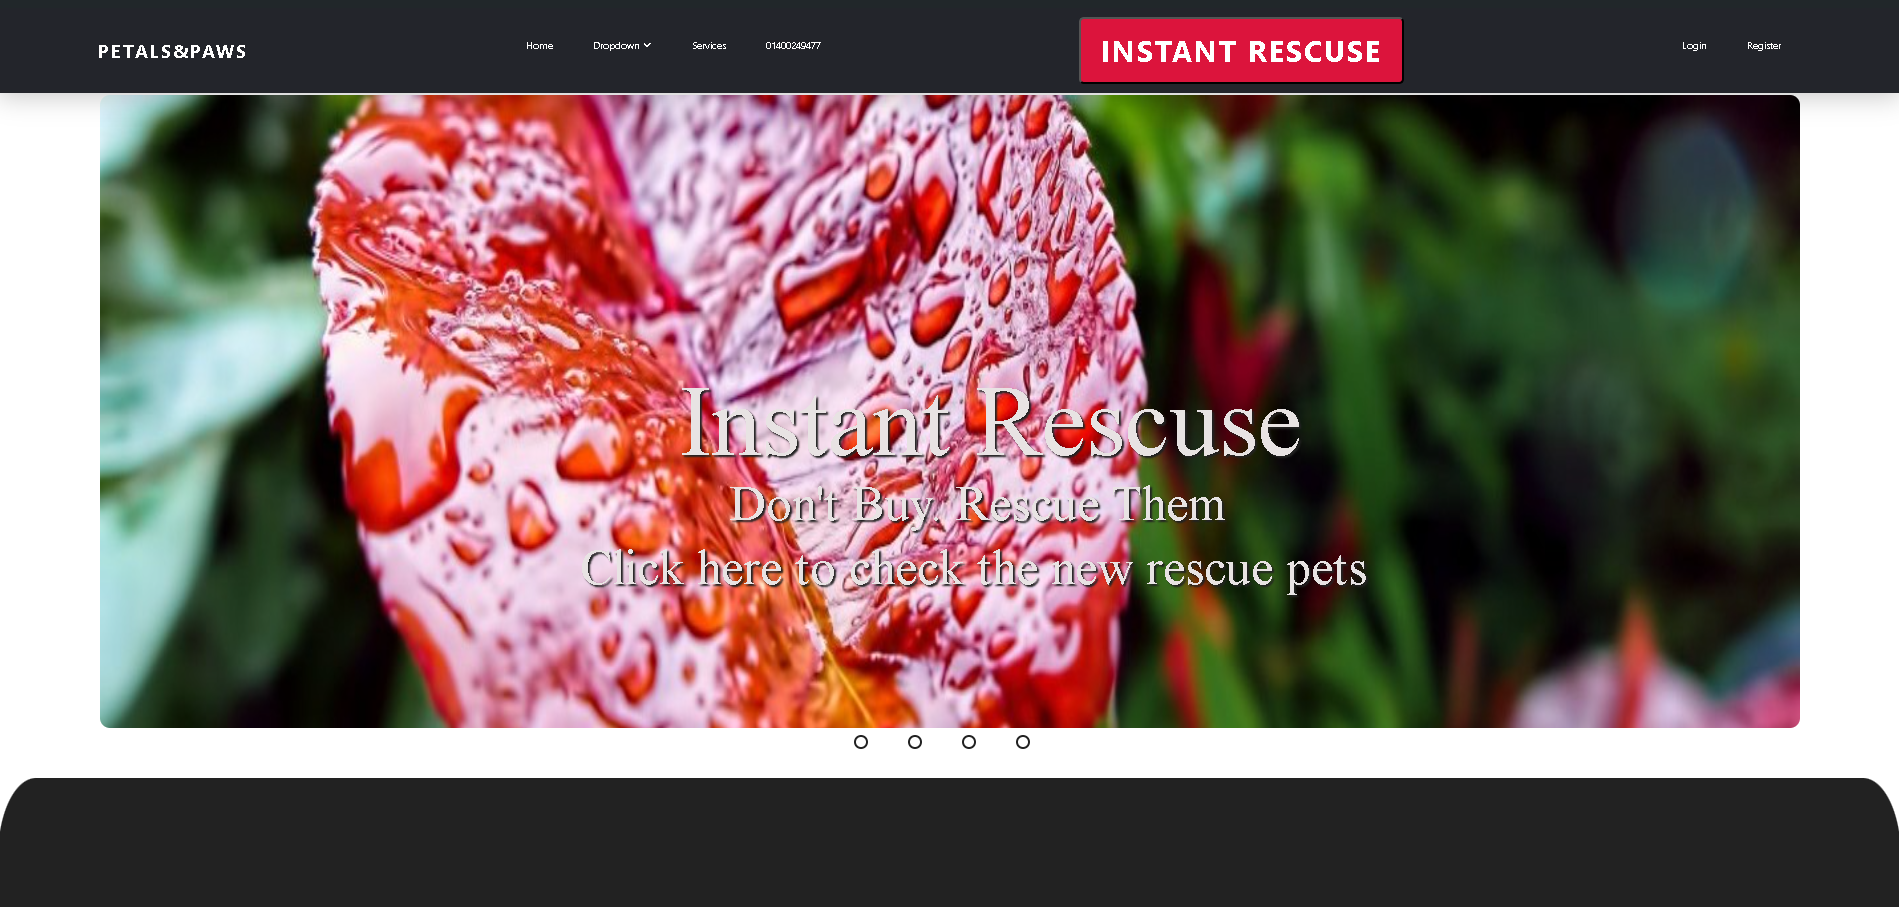 PETALS&PAWS
Home
Dropdown
Services
01400249477
INSTANT RESCUSE
Login
Register
Instant Rescuse
Don't Buy. Rescue Them
Click here to check the new rescue pets